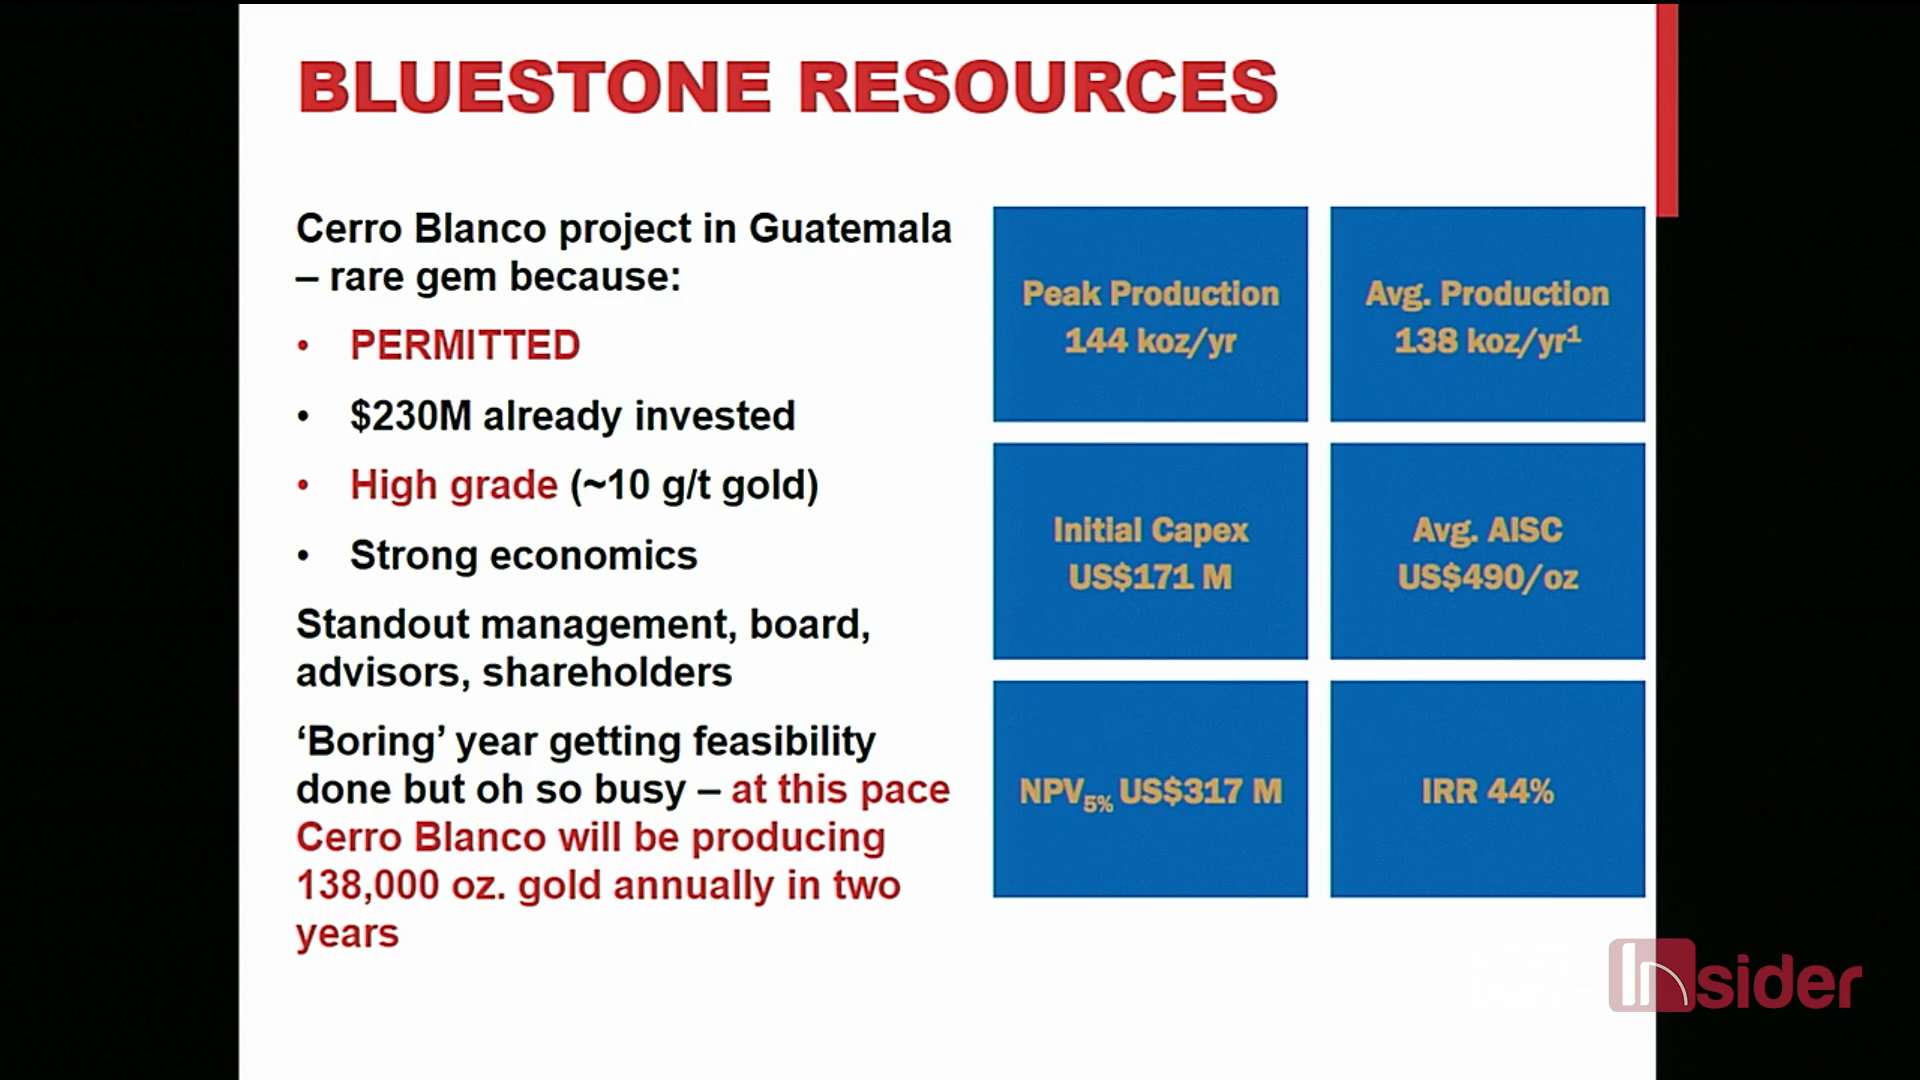 BLUESTONE RESOURCES
Cerro Blanco project in Guatemala
– rare gem because:
• PERMITTED
• $230M already invested
• High grade (~10 g/t gold)
• Strong economics
Standout management, board,
advisors, shareholders
‘Boring’ year getting feasibility
done but oh so busy – at this pace
Cerro Blanco will be producing
138,000 oz. gold annually in two
years
Peak Production
144 koz/yr
Avg. Production
138 koz/yr¹
Initial Capex
US$171 M
Avg. AISC
US$490/oz
NPV5% US$317 M
IRR 44%
Insider